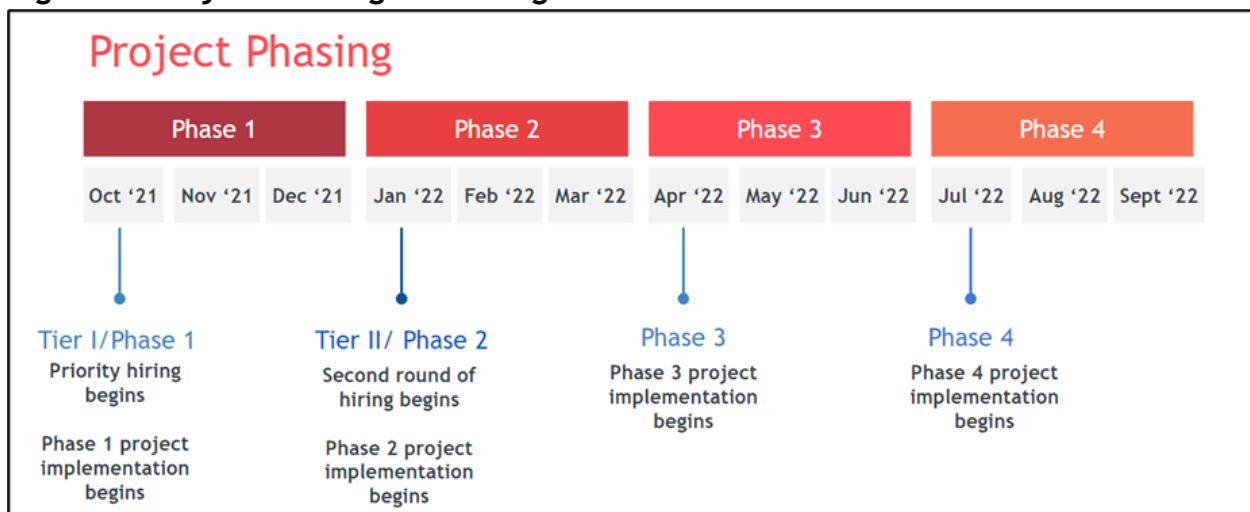 Project Phasing
Phase 1 Phase 2 Phase 3 Phase 4
Oct ‘21 Nov ‘21 Dec ‘21 Jan ‘22 Feb ‘22 Mar ‘22 Apr ‘22 May ‘22 Jun ‘22 Jul ‘22 Aug ‘22 Sept ‘22
Tier I/Phase 1
Priority hiring
begins
Phase 1 project
implementation
begins
Tier II/ Phase 2
Second round of
hiring begins
Phase 2 project
implementation
begins
Phase 3
Phase 3 project
implementation
begins
Phase 4
Phase 4 project
implementation
begins